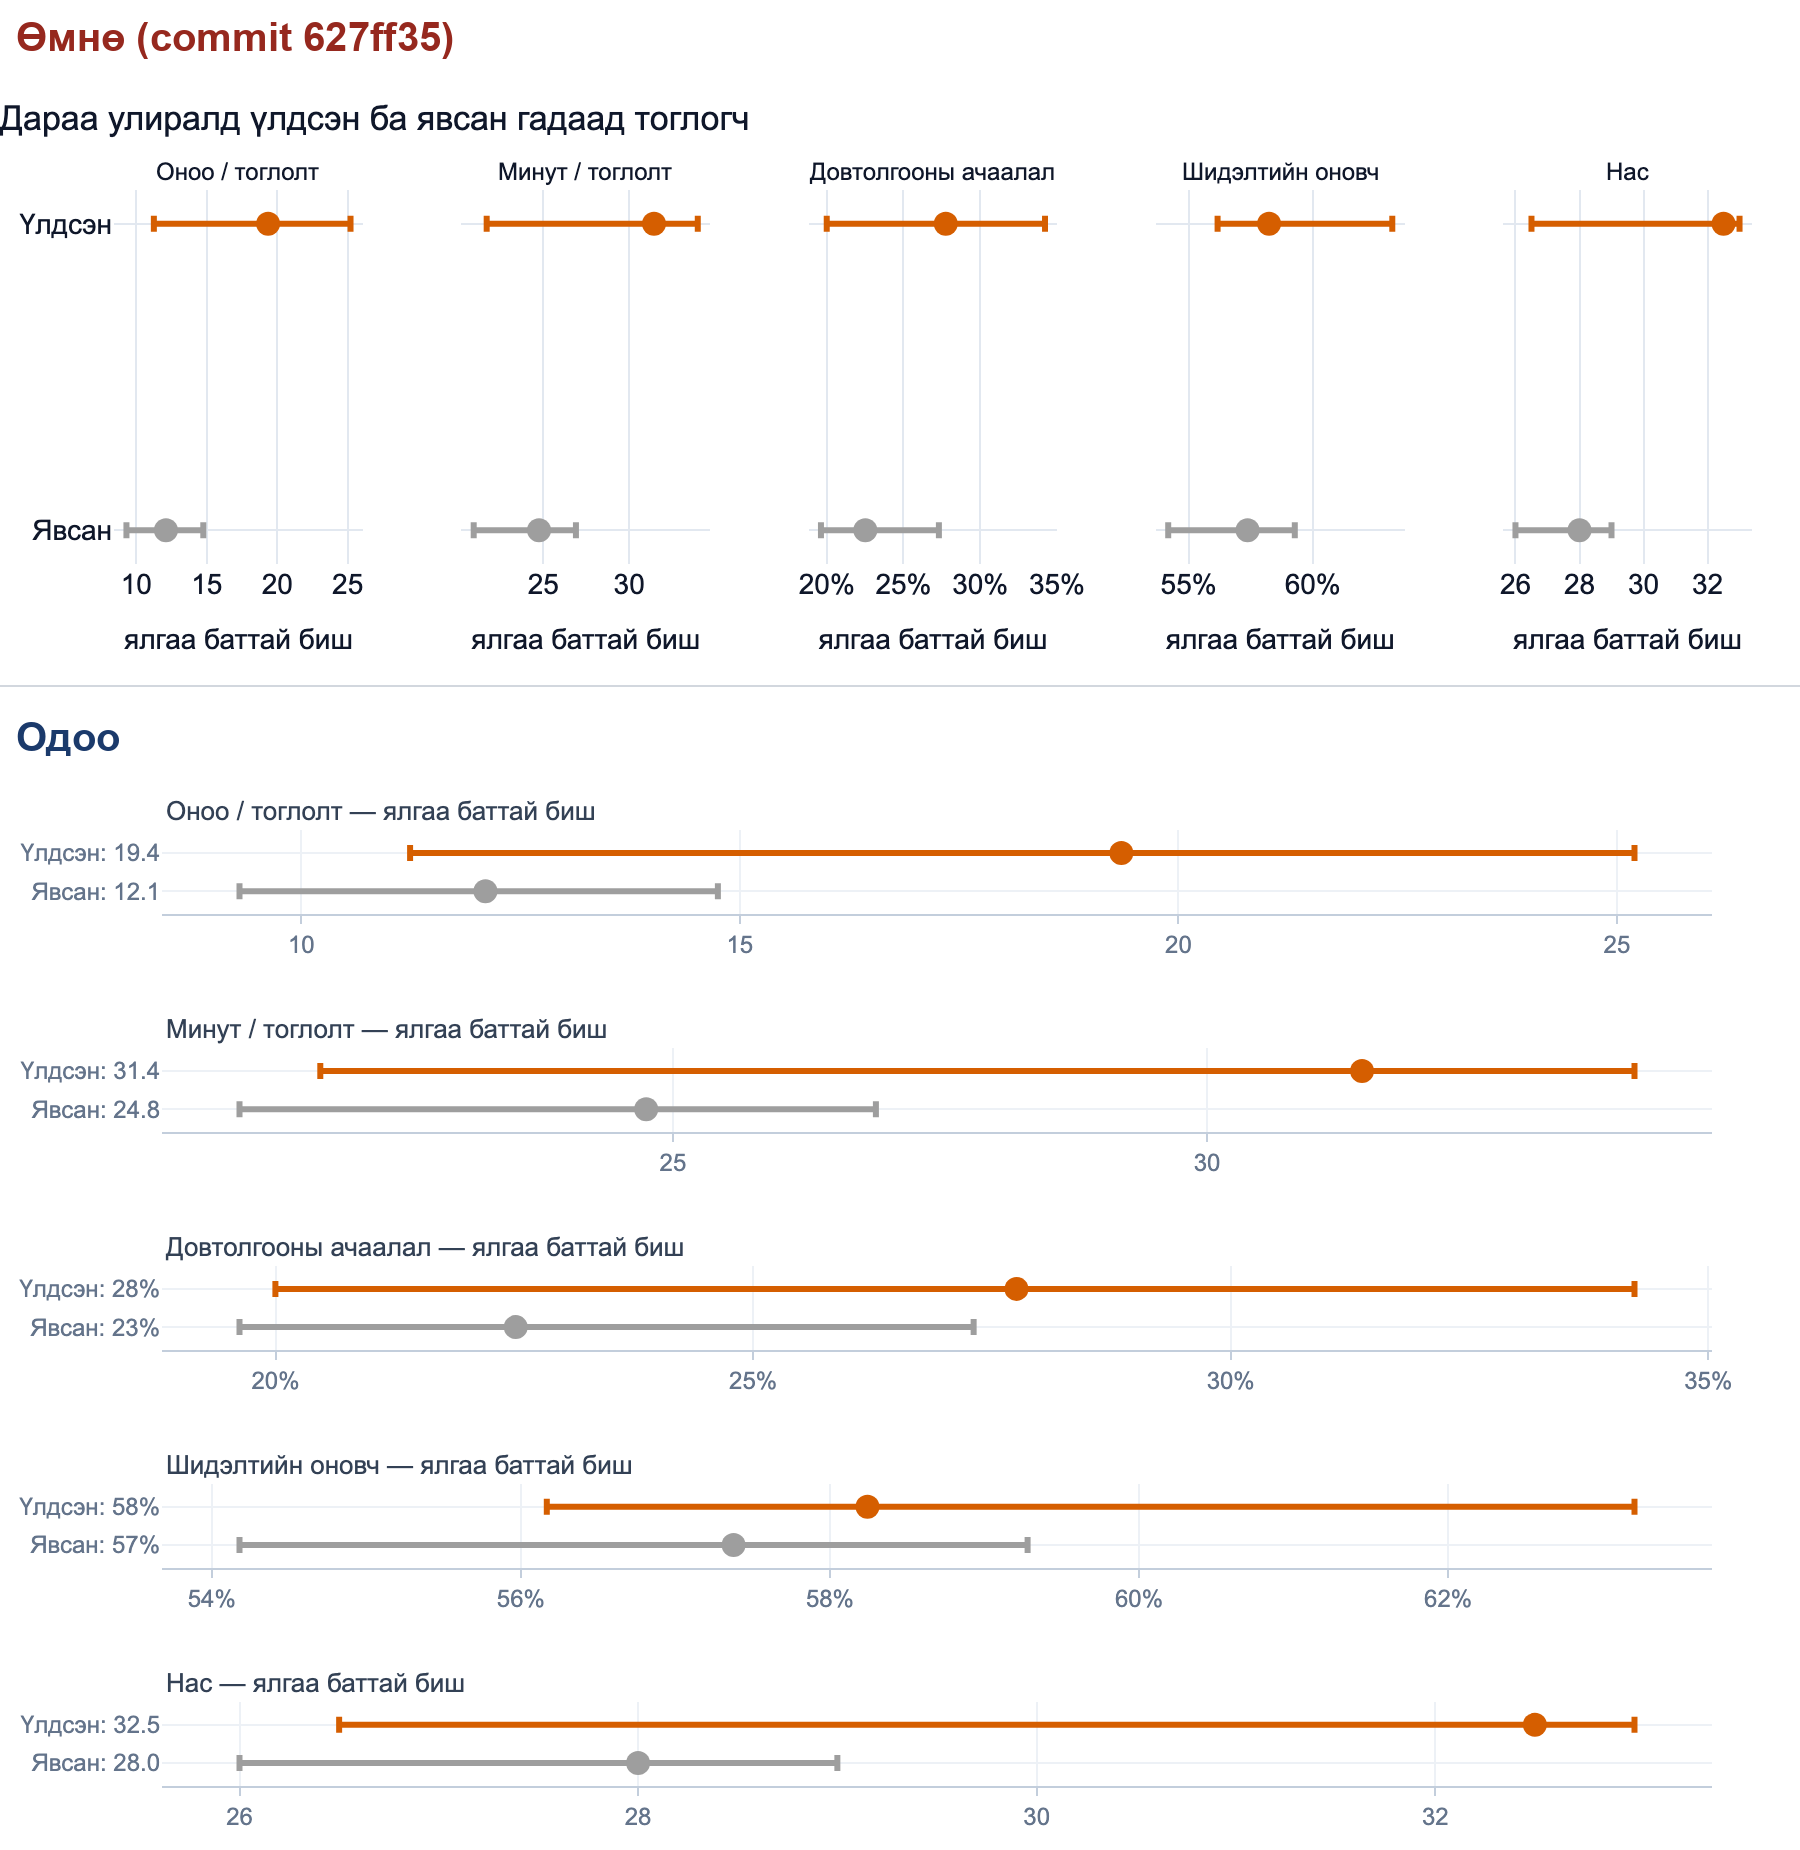 Өмнө (commit 627ff35)
Дараа улиралд үлдсэн ба явсан гадаад тоглогч
Оноо / тоглолт Минут / тоглолт Довтолгооны ачаалал Шидэлтийн оновч Нас
Үлдсэн
Явсан
10 15 20 25 25 30 20% 25% 30% 35% 55% 60% 26 28 30 32
ялгаа баттай биш ялгаа баттай биш ялгаа баттай биш ялгаа баттай биш ялгаа баттай биш
Одоо
Оноо / тоглолт — ялгаа баттай биш
Үлдсэн: 19.4
Явсан: 12.1
10 15 20 25
Минут / тоглолт — ялгаа баттай биш
Үлдсэн: 31.4
Явсан: 24.8
25 30
Довтолгооны ачаалал — ялгаа баттай биш
Үлдсэн: 28%
Явсан: 23%
20% 25% 30% 35%
Шидэлтийн оновч — ялгаа баттай биш
Үлдсэн: 58%
Явсан: 57%
54% 56% 58% 60% 62%
Нас — ялгаа баттай биш
Үлдсэн: 32.5
Явсан: 28.0
26 28 30 32